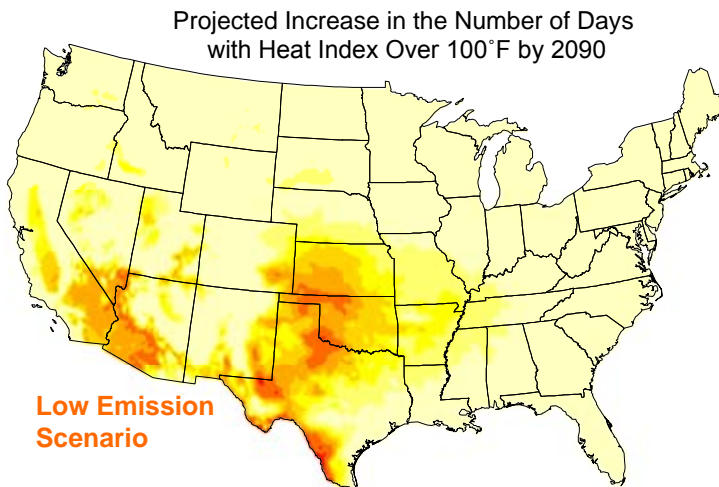 Projected Increase in the Number of Days
with Heat Index Over 100˚F by 2090
Low Emission
Scenario